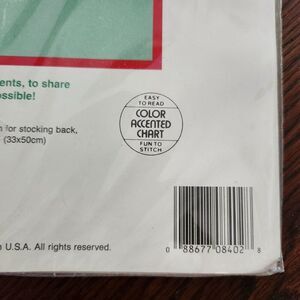 ents, to share
ossible!
n for stocking back,
(33x50cm)
EASY
TO READ
COLOR
ACCENTED
CHART
FUN TO
STITCH
n U.S.A. All rights reserved.
0 88677 08402 8